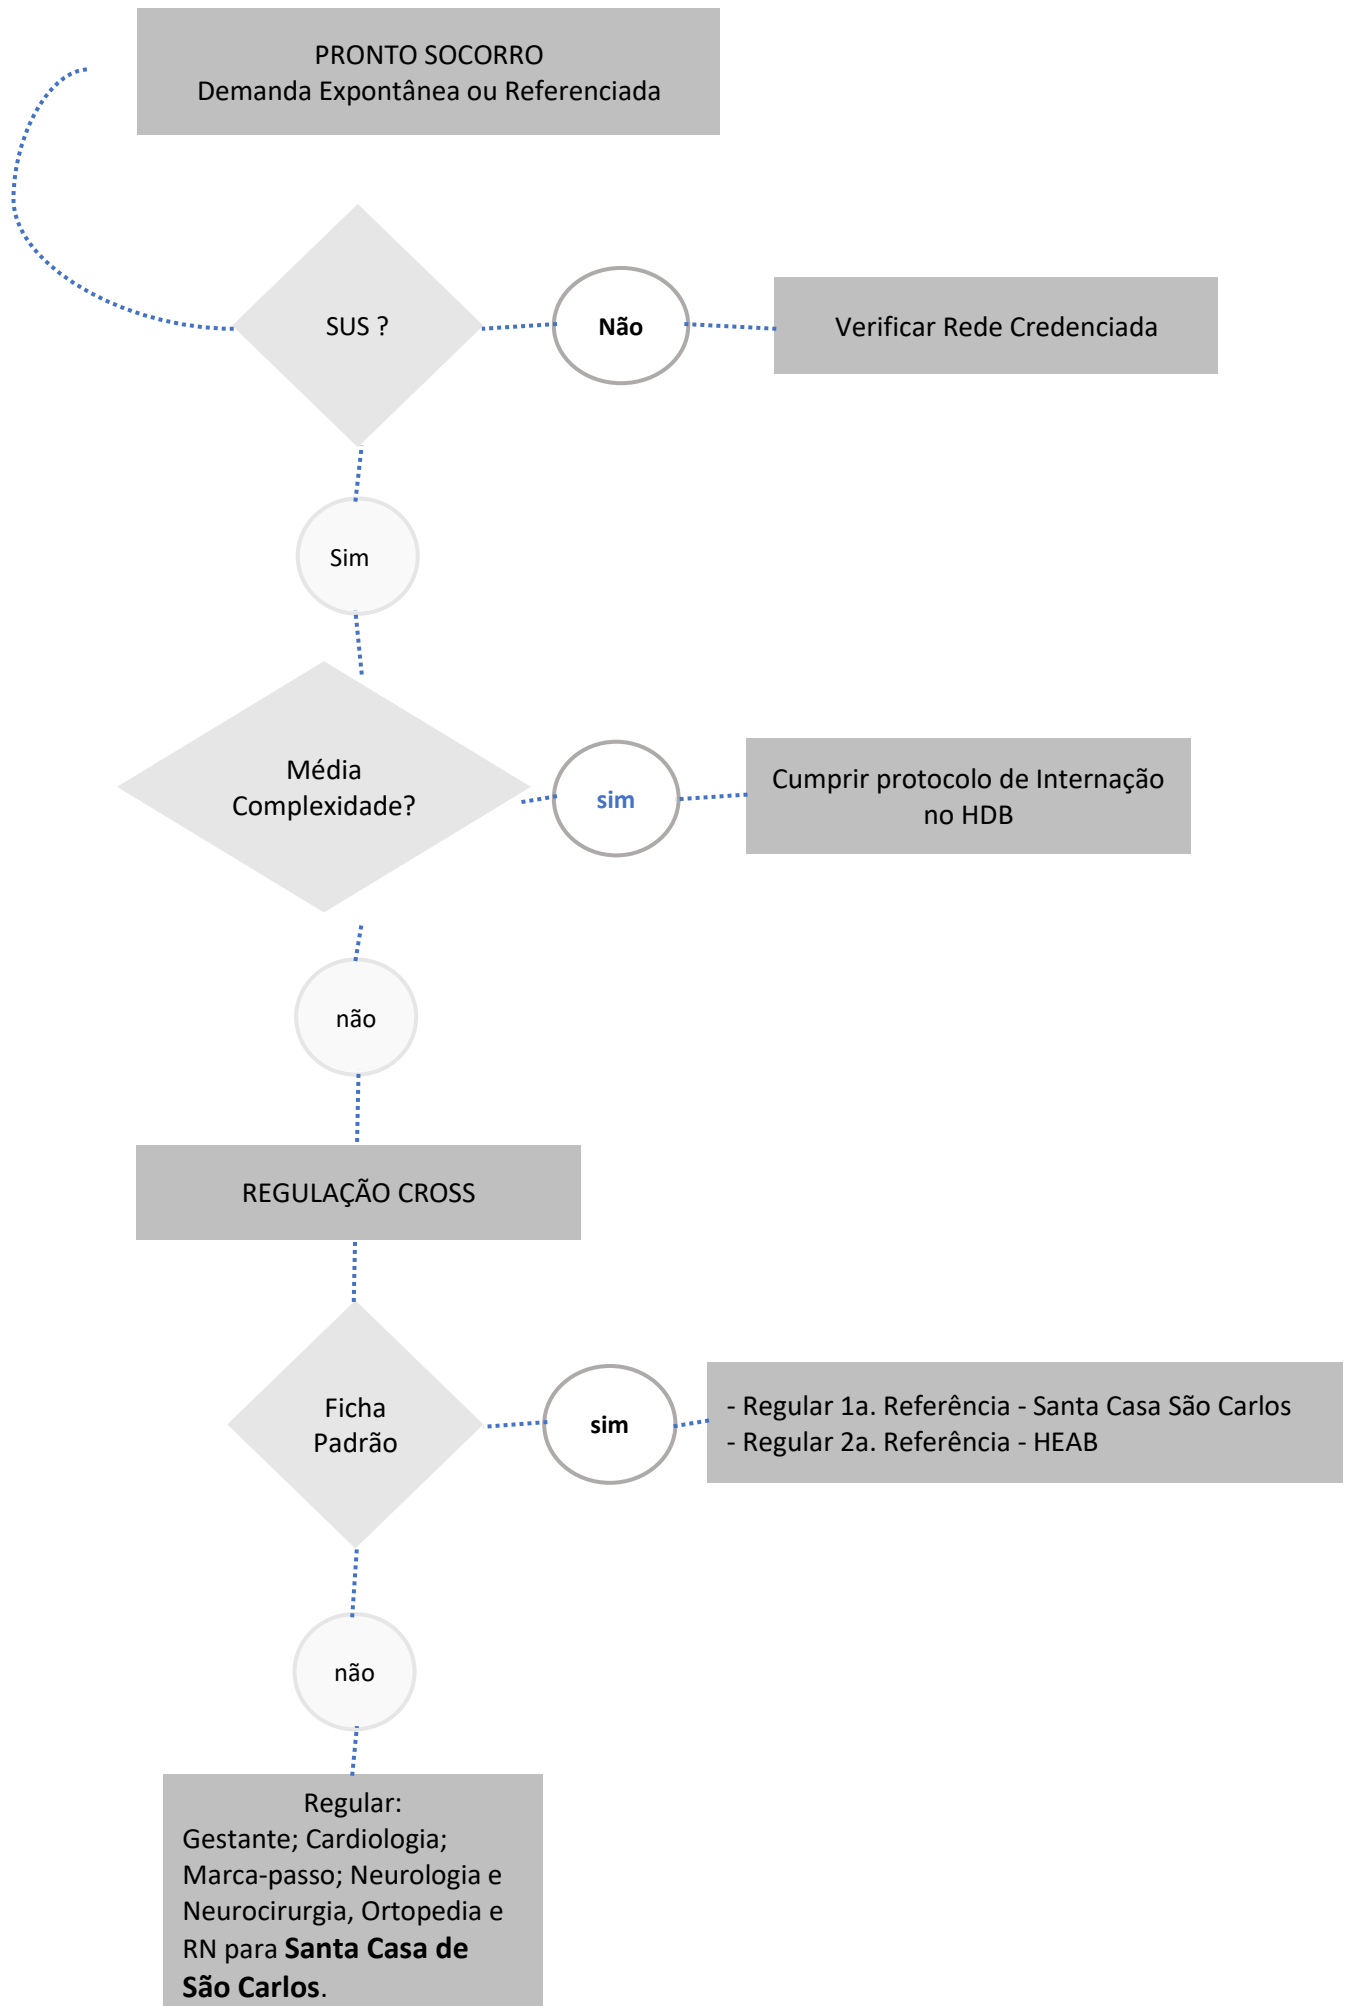 PRONTO SOCORRO
Demanda Expontânea ou Referenciada
SUS ?
Não
Verificar Rede Credenciada
Sim
Média
Complexidade?
sim
Cumprir protocolo de Internação
no HDB
não
REGULAÇÃO CROSS
Ficha
Padrão
sim
- Regular 1a. Referência - Santa Casa São Carlos
- Regular 2a. Referência - HEAB
não
Regular:
Gestante; Cardiologia;
Marca-passo; Neurologia e
Neurocirurgia, Ortopedia e
RN para Santa Casa de
São Carlos.